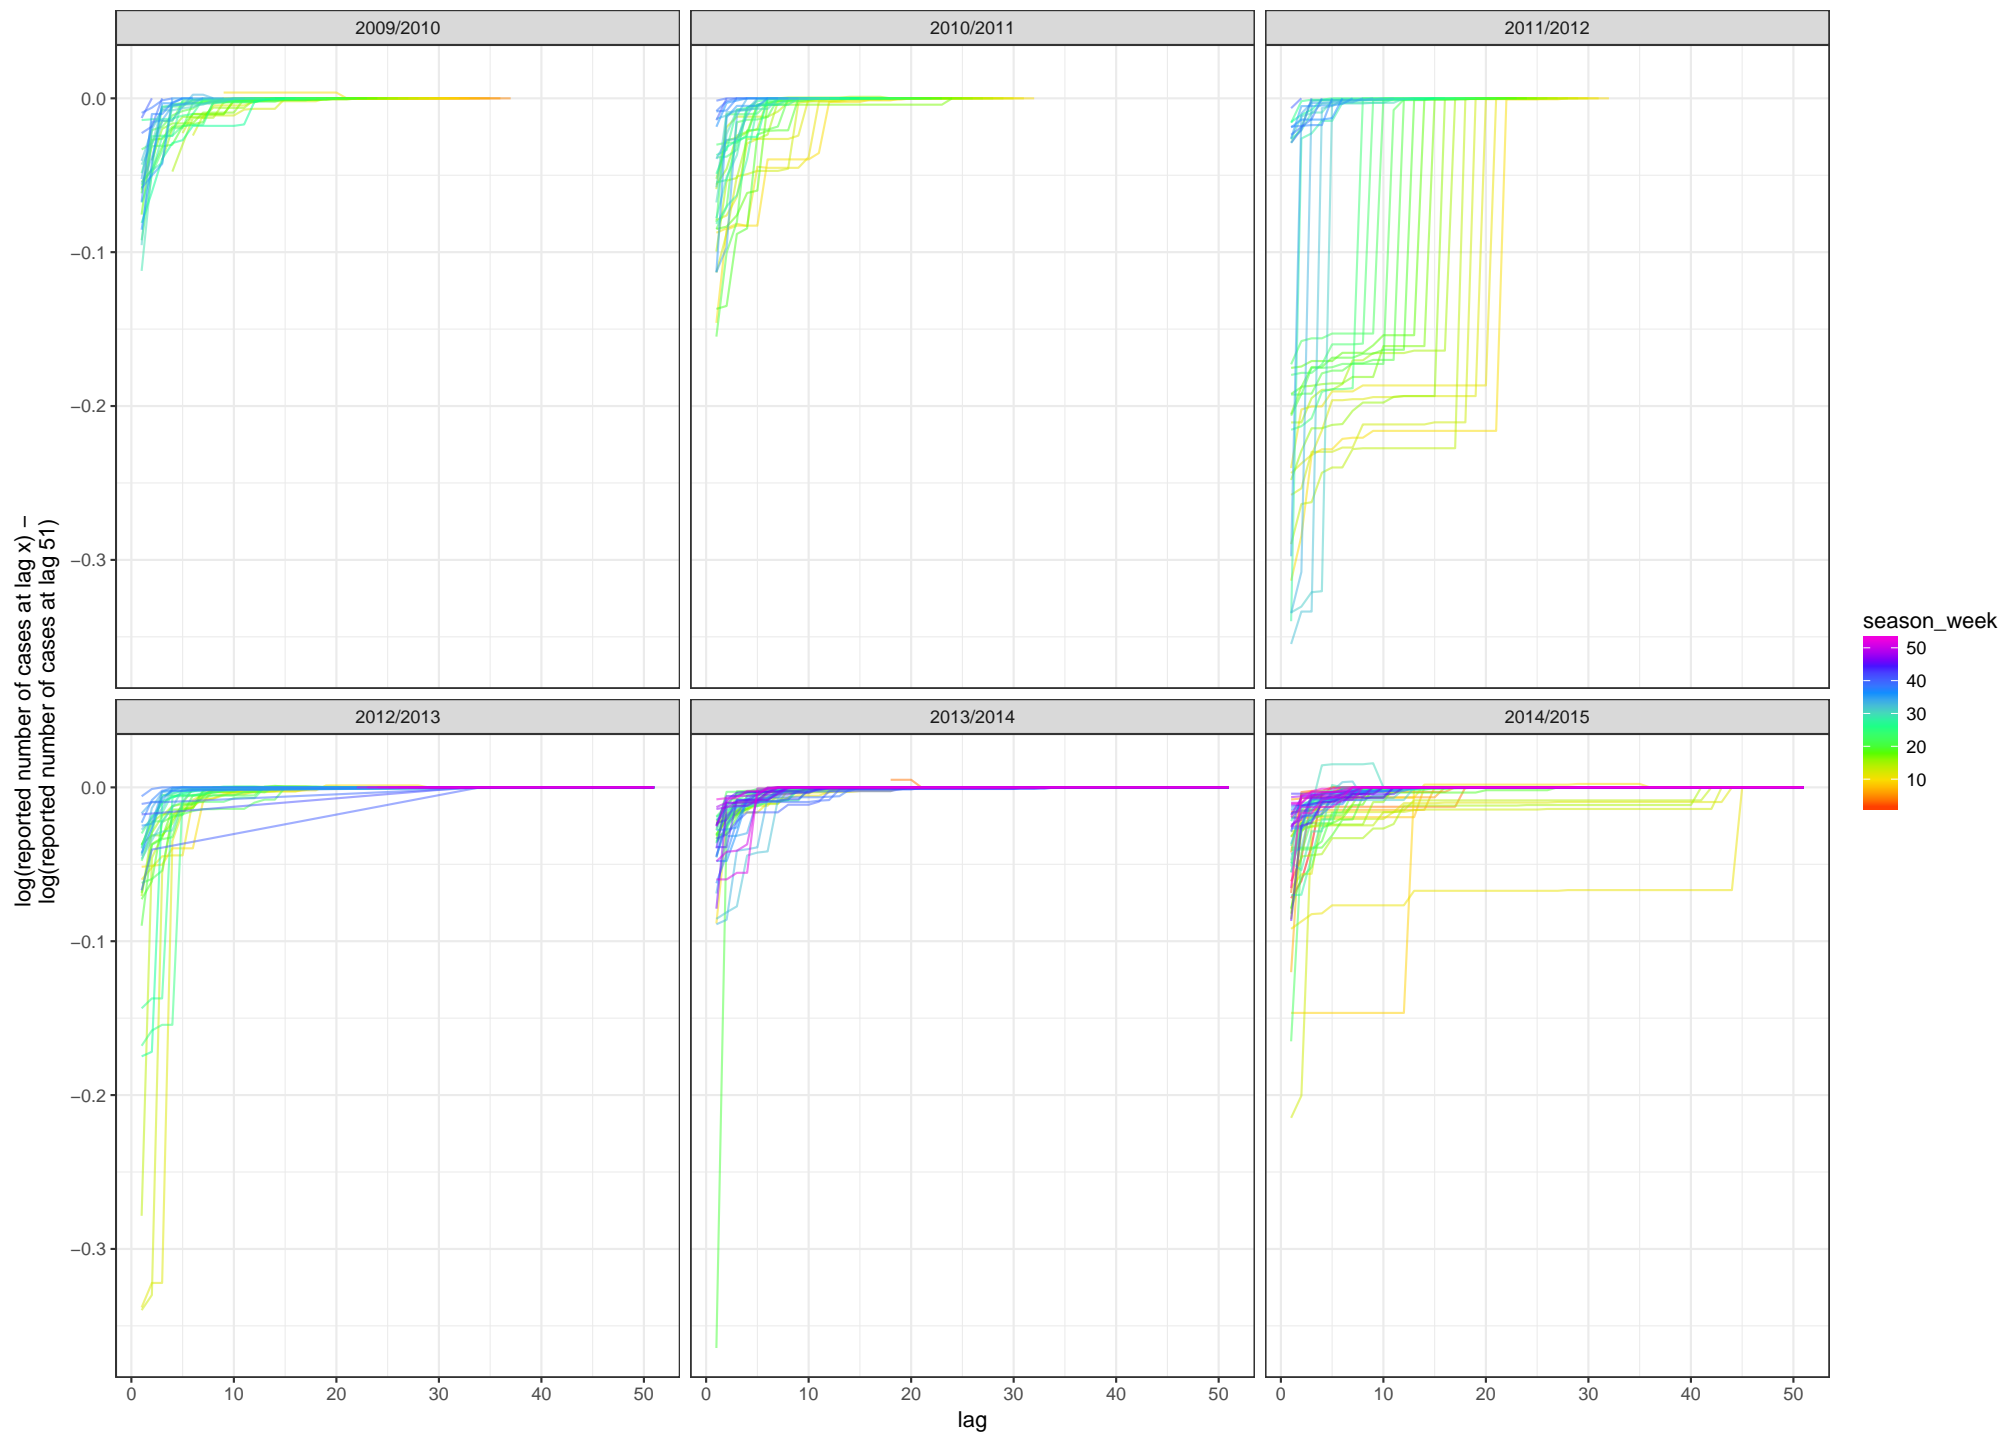 2009/2010
2010/2011
2011/2012
0.0
−0.1
−0.2
−0.3
2012/2013
2013/2014
2014/2015
0.0
−0.1
−0.2
−0.3
0 10 20 30 40 50
0 10 20 30 40 50
0 10 20 30 40 50
lag
log(reported number of cases at lag x) −
log(reported number of cases at lag 51)
season_week
50
40
30
20
10